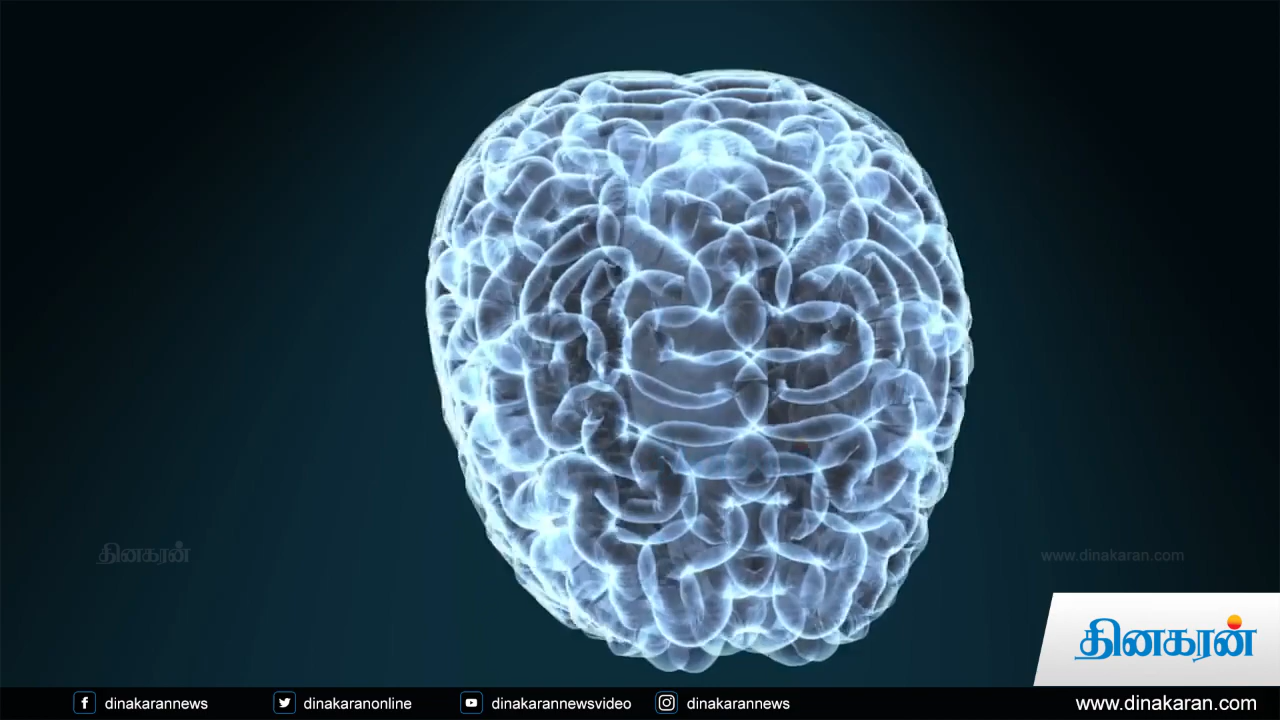 தினகரன்
www.dinakaran.com
தினகரன்
dinakarannews
dinakaranonline
dinakarannewsvideo
dinakarannews
www.dinakaran.com